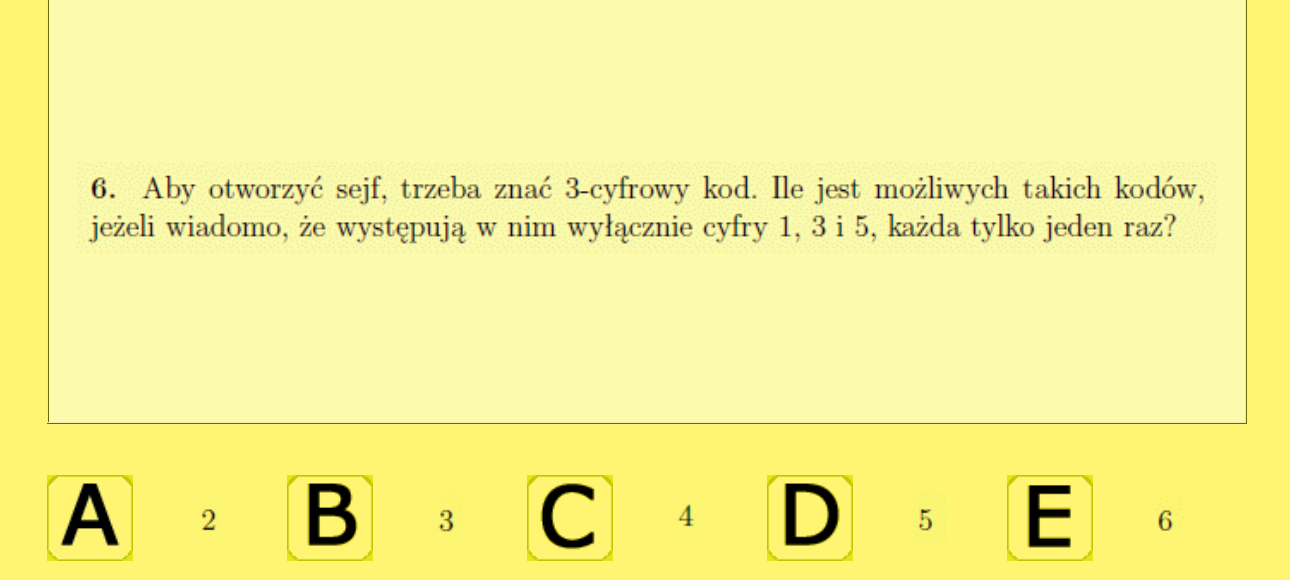 6. Aby otworzyć sejf, trzeba znać 3-cyfrowy kod. Ile jest możliwych takich kodów,
jeżeli wiadomo, że występują w nim wyłącznie cyfry 1, 3 i 5, każda tylko jeden raz?
A 2 B 3 C 4 D 5 E 6